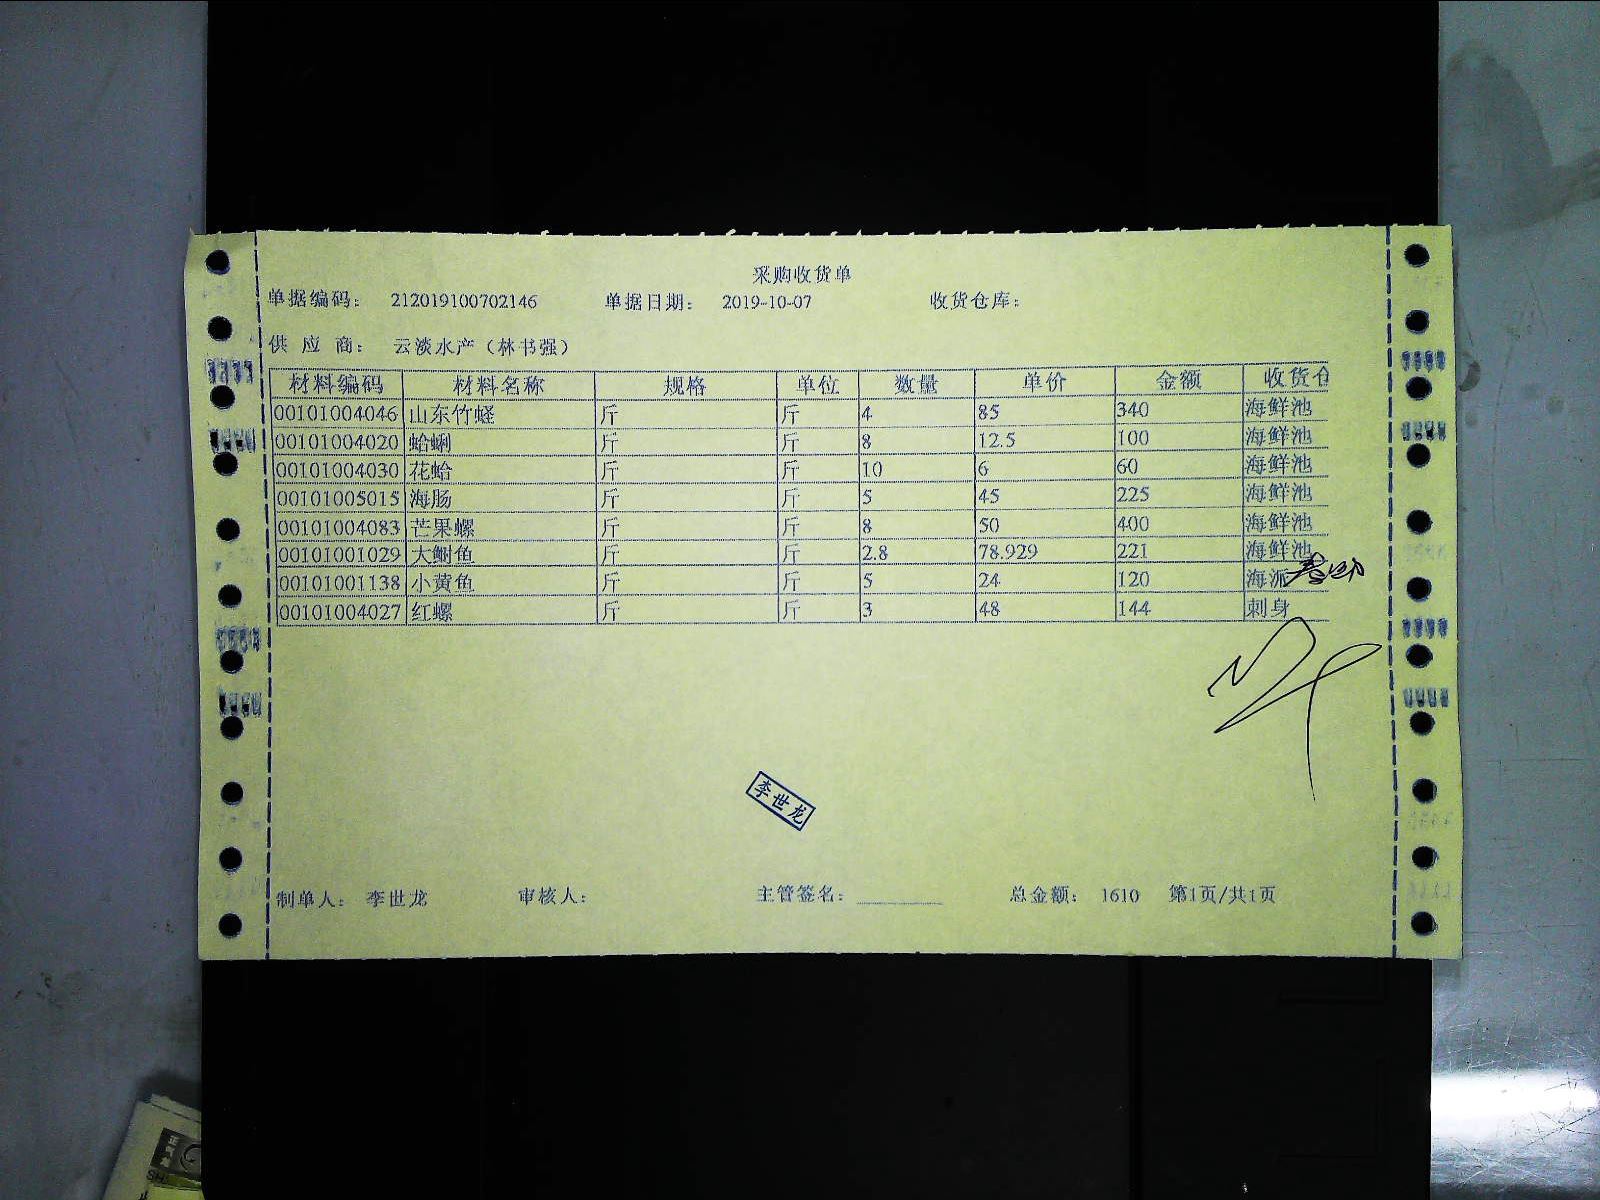 采购收货单
单据编码： 212019100702146 单据日期： 2019-10-07 收货仓库：
供 应 商： 云淡水产（林书强）
材料编码 材料名称 规格 单位 数量 单价 金额 收货仓
00101004046 山东竹蛏 斤 斤 4 85 340 海鲜池
00101004020 蛤蜊 斤 斤 8 12.5 100 海鲜池
00101004030 花蛤 斤 斤 10 6 60 海鲜池
00101005015 海肠 斤 斤 5 45 225 海鲜池
00101004083 芒果螺 斤 斤 8 50 400 海鲜池
00101001029 大鲷鱼 斤 斤 2.8 78.929 221 海鲜池
00101001138 小黄鱼 斤 斤 5 24 120 海派
00101004027 红螺 斤 斤 3 48 144 刺身
李世龙
制单人： 李世龙 审核人： 主管签名： 总金额： 1610 第1页/共1页